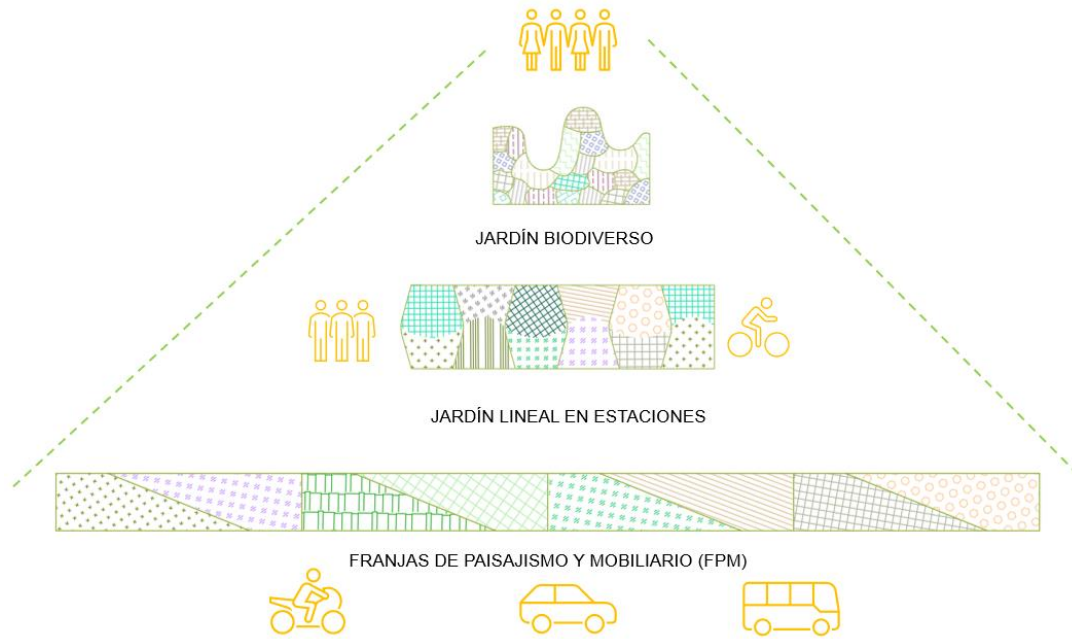 JARDÍN BIODIVERSO
JARDÍN LINEAL EN ESTACIONES
FRANJAS DE PAISAJISMO Y MOBILIARIO (FPM)